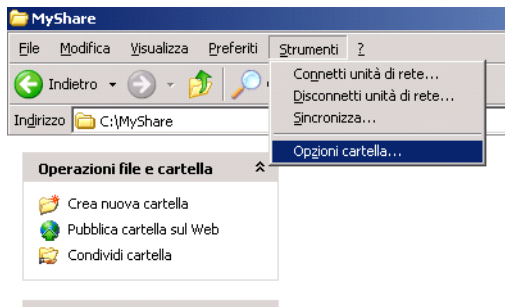 MyShare
File Modifica Visualizza Preferiti Strumenti ?
Indietro
Connetti unità di rete...
Disconnetti unità di rete...
Sincronizza...
Opzioni cartella...
Indirizzo C:\MyShare
Operazioni file e cartella
Crea nuova cartella
Pubblica cartella sul Web
Condividi cartella